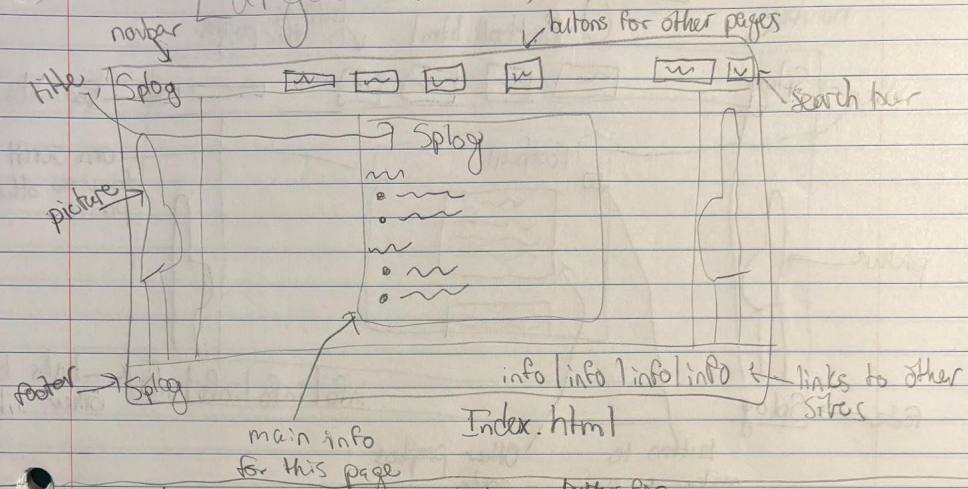 butons for other pages
navbar
title
Splog
search bar
Splog
picture
footer
Splog
info | info | info | info
links to other
sites
Index.html
main info
for this page